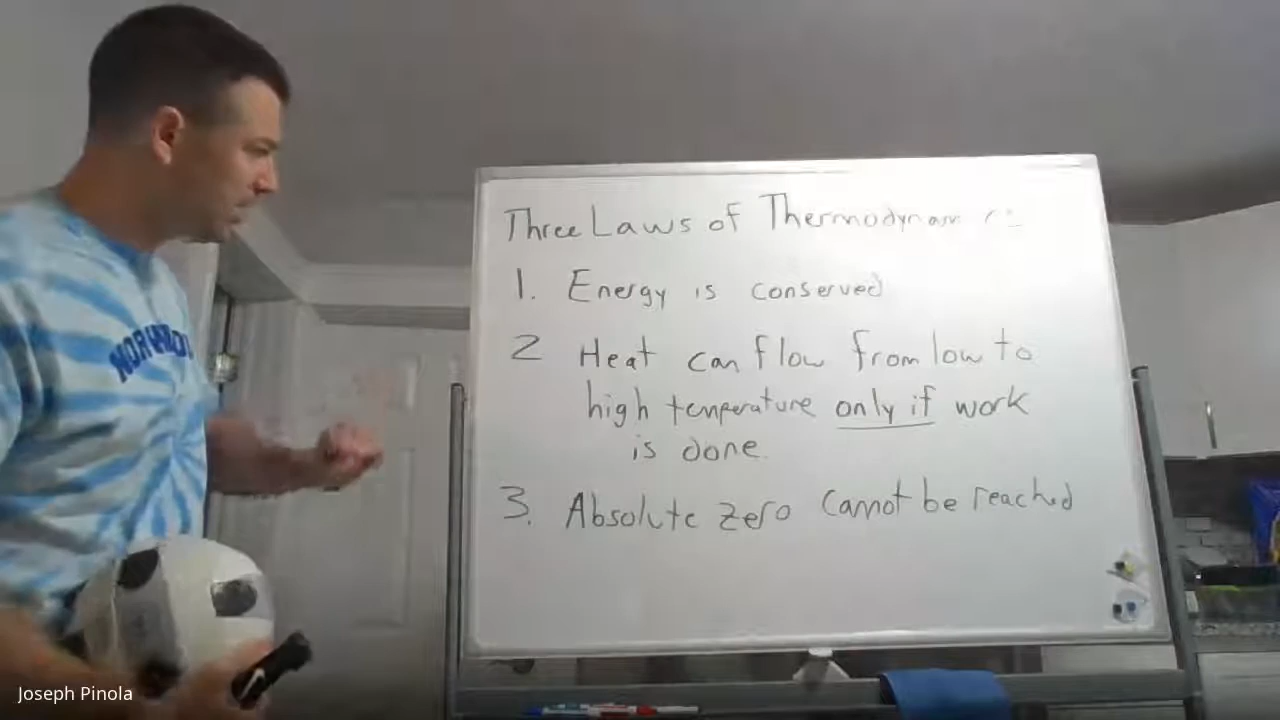 Three Laws of Thermodynamics
1. Energy is conserved
2 Heat can flow from low to
high temperature only if work
is done.
3. Absolute zero cannot be reached
Joseph Pinola